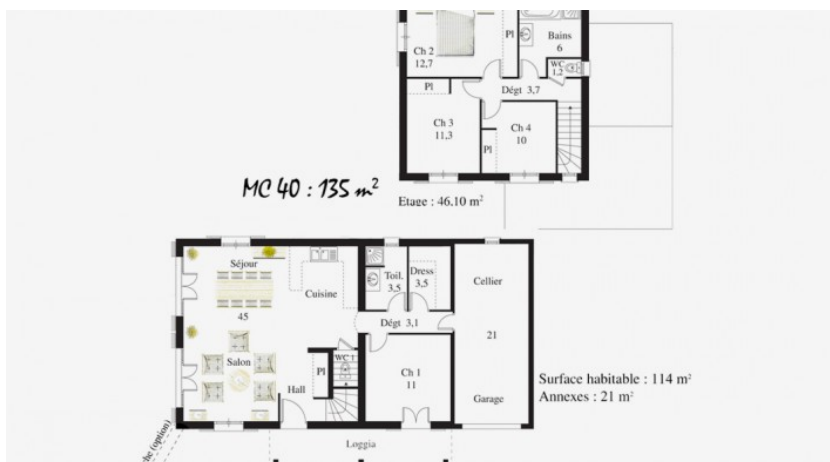 Pl
Bains
6
Ch 2
12,7
WC
1,2
Pl
Dégt 3,7
Ch 3
11,3
Ch 4
10
Pl
MC 40 : 135 m²
Etage : 46.10 m²
Séjour
Toil.
3,5
Dress
3,5
Cellier
Cuisine
45
Dégt 3,1
21
Salon
WC 1
Pl
Ch 1
11
Hall
Garage
Surface habitable : 114 m²
Annexes : 21 m²
(option)
Loggia